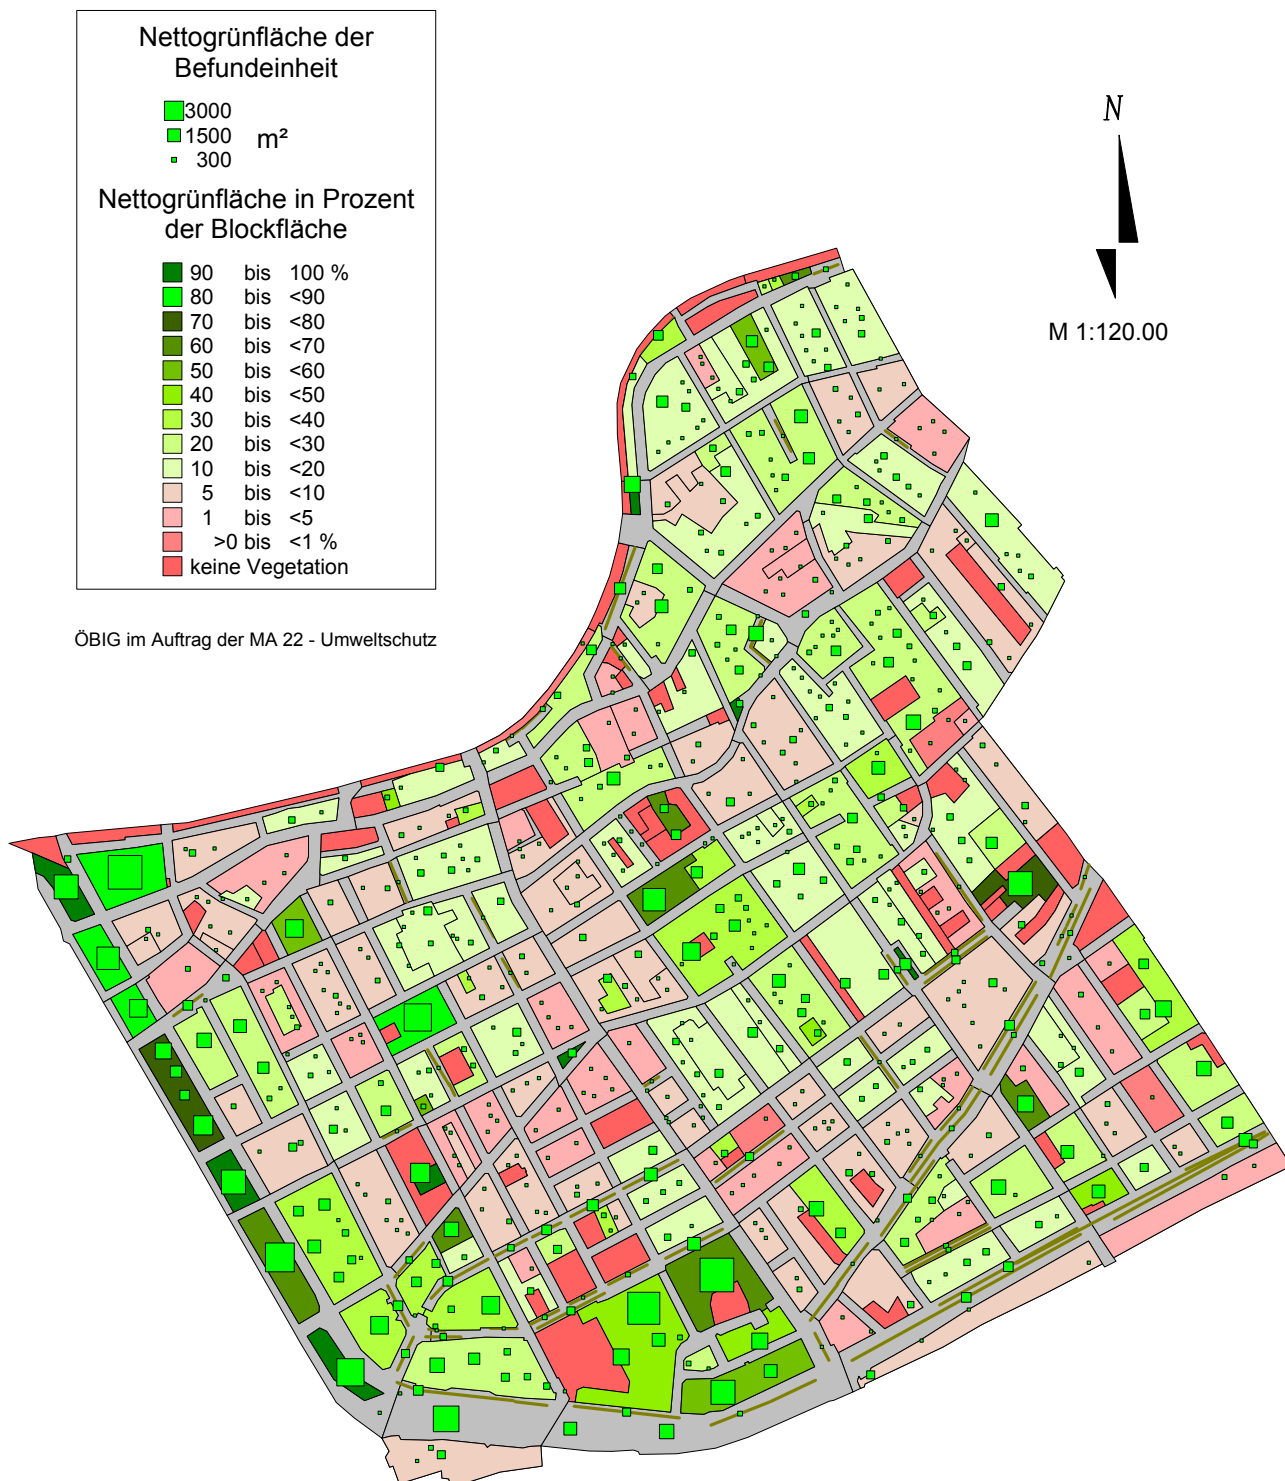 Nettogrünfläche der
Befundeinheit
3000
1500 m²
300
Nettogrünfläche in Prozent
der Blockfläche
90 bis 100 %
80 bis <90
70 bis <80
60 bis <70
50 bis <60
40 bis <50
30 bis <40
20 bis <30
10 bis <20
5 bis <10
1 bis <5
>0 bis <1 %
keine Vegetation
ÖBIG im Auftrag der MA 22 - Umweltschutz
N
M 1:120.00